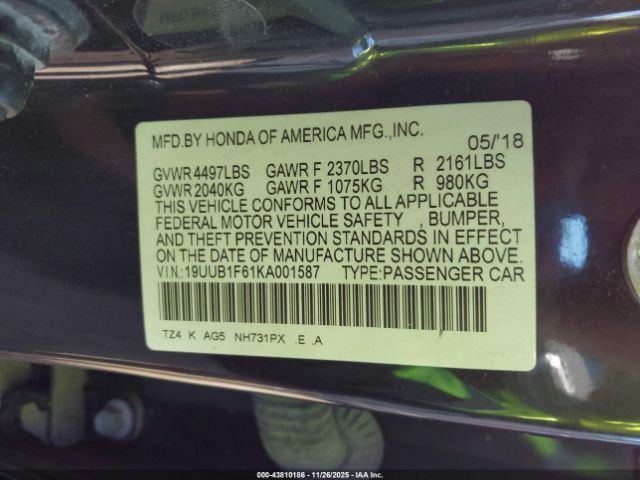 MFD.BY HONDA OF AMERICA MFG.,INC. 05/'18
GVWR 4497LBS GAWR F 2370LBS R 2161LBS
GVWR 2040KG GAWR F 1075KG R 980KG
THIS VEHICLE CONFORMS TO ALL APPLICABLE
FEDERAL MOTOR VEHICLE SAFETY , BUMPER,
AND THEFT PREVENTION STANDARDS IN EFFECT
ON THE DATE OF MANUFACTURE SHOWN ABOVE.
V.I.N.:19UUB1F61KA001587 TYPE:PASSENGER CAR
TZ4 K AG5 NH731PX .E .A
000-43810186 - 11/26/2025 - IAAI, Inc.